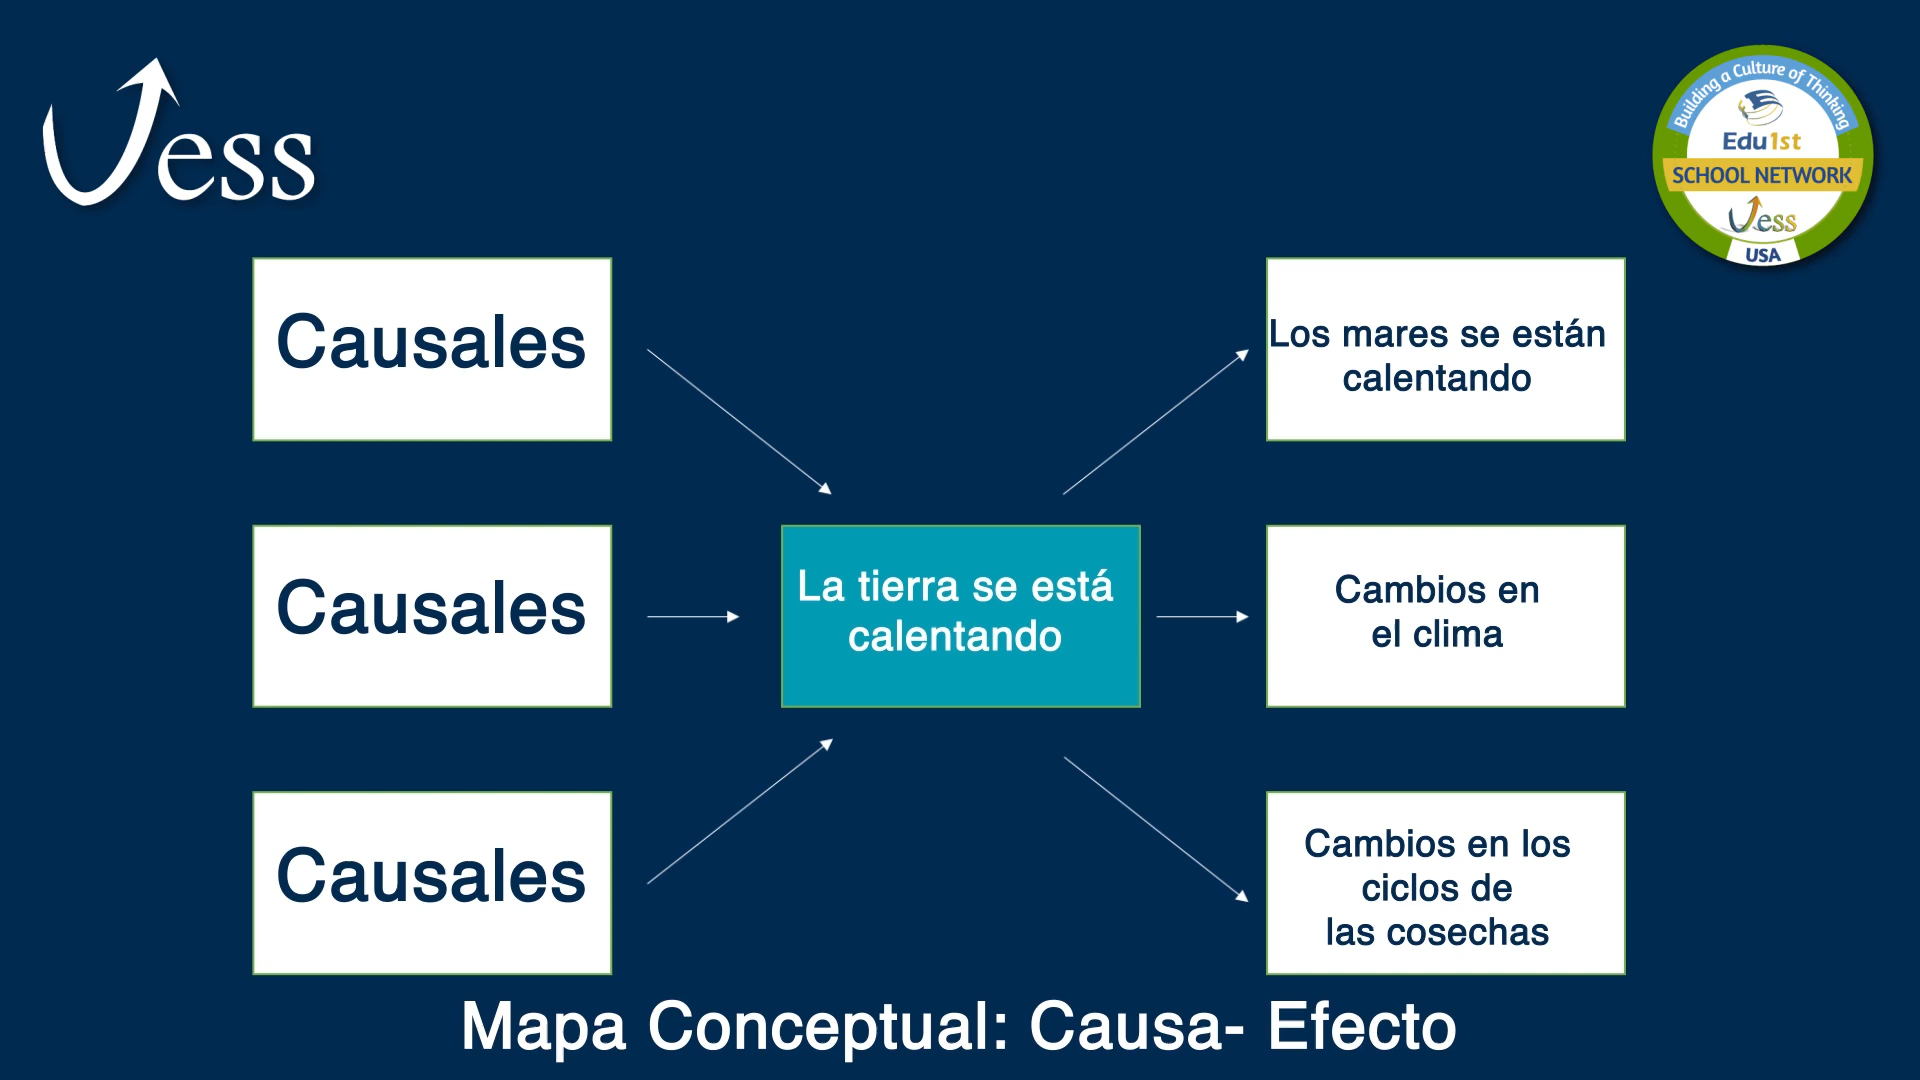 Vess
Building a Culture of Thinking
Edu1st
SCHOOL NETWORK
Vess
USA
Causales
Los mares se están
calentando
Causales
La tierra se está
calentando
Cambios en
el clima
Causales
Cambios en los
ciclos de
las cosechas
Mapa Conceptual: Causa- Efecto